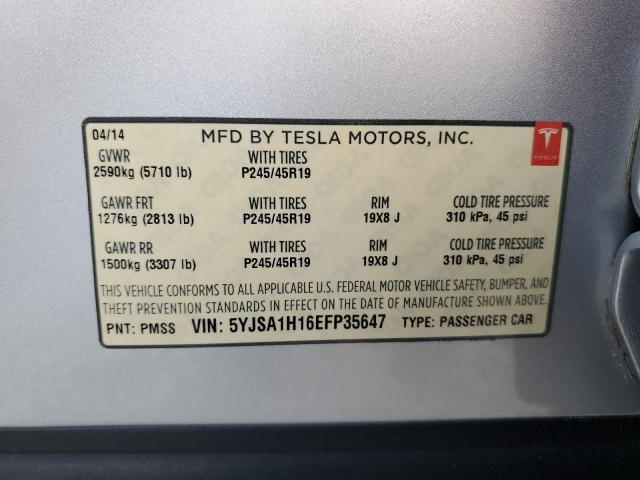 04/14 MFD BY TESLA MOTORS, INC.
TESLA
GVWR WITH TIRES
2590kg (5710 lb) P245/45R19
GAWR FRT WITH TIRES RIM COLD TIRE PRESSURE
1276kg (2813 lb) P245/45R19 19X8 J 310 kPa, 45 psi
GAWR RR WITH TIRES RIM COLD TIRE PRESSURE
1500kg (3307 lb) P245/45R19 19X8 J 310 kPa, 45 psi
THIS VEHICLE CONFORMS TO ALL APPLICABLE U.S. FEDERAL MOTOR VEHICLE SAFETY, BUMPER, AND
THEFT PREVENTION STANDARDS IN EFFECT ON THE DATE OF MANUFACTURE SHOWN ABOVE.
PNT: PMSS VIN: 5YJSA1H16EFP35647 TYPE: PASSENGER CAR